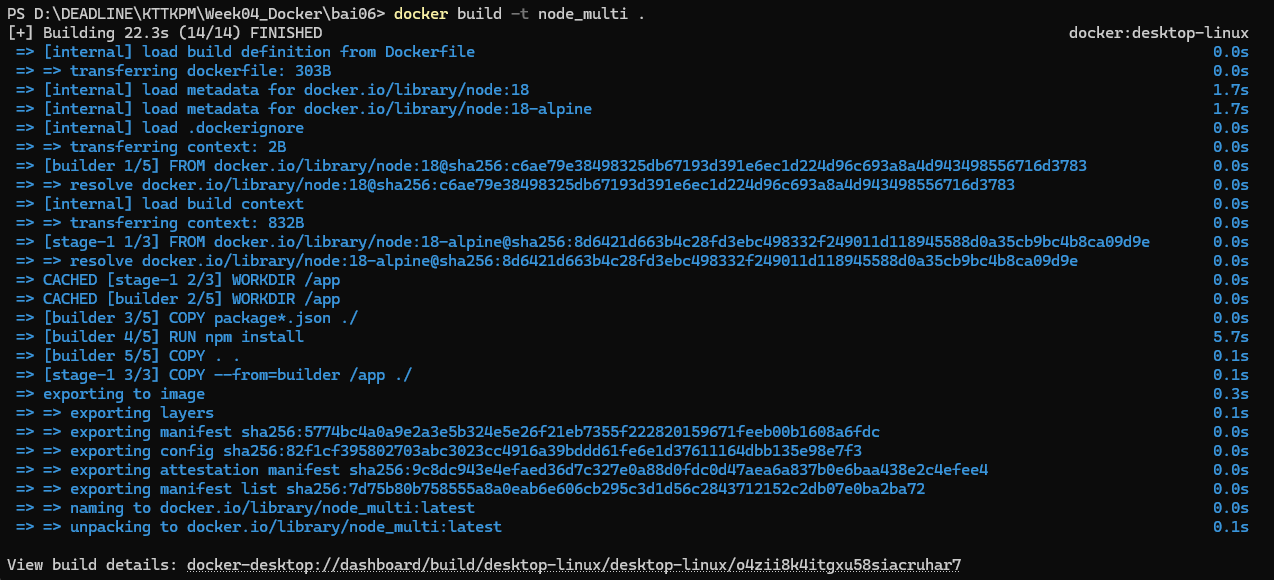 PS D:\DEADLINE\KTTKPM\Week04_Docker\bai06> docker build -t node_multi .
[+] Building 22.3s (14/14) FINISHED docker:desktop-linux
=> [internal] load build definition from Dockerfile 0.0s
=> => transferring dockerfile: 303B 0.0s
=> [internal] load metadata for docker.io/library/node:18 1.7s
=> [internal] load metadata for docker.io/library/node:18-alpine 1.7s
=> [internal] load .dockerignore 0.0s
=> => transferring context: 2B 0.0s
=> [builder 1/5] FROM docker.io/library/node:18@sha256:c6ae79e38498325db67193d391e6ec1d224d96c693a8a4d943498556716d3783 0.0s
=> => resolve docker.io/library/node:18@sha256:c6ae79e38498325db67193d391e6ec1d224d96c693a8a4d943498556716d3783 0.0s
=> [internal] load build context 0.0s
=> => transferring context: 832B 0.0s
=> [stage-1 1/3] FROM docker.io/library/node:18-alpine@sha256:8d6421d663b4c28fd3ebc498332f249011d118945588d0a35cb9bc4b8ca09d9e 0.0s
=> => resolve docker.io/library/node:18-alpine@sha256:8d6421d663b4c28fd3ebc498332f249011d118945588d0a35cb9bc4b8ca09d9e 0.0s
=> CACHED [stage-1 2/3] WORKDIR /app 0.0s
=> CACHED [builder 2/5] WORKDIR /app 0.0s
=> [builder 3/5] COPY package*.json ./ 0.0s
=> [builder 4/5] RUN npm install 5.7s
=> [builder 5/5] COPY . . 0.1s
=> [stage-1 3/3] COPY --from=builder /app ./ 0.1s
=> exporting to image 0.3s
=> => exporting layers 0.1s
=> => exporting manifest sha256:5774bc4a0a9e2a3e5b324e5e26f21eb7355f222820159671feeb00b1608a6fdc 0.0s
=> => exporting config sha256:82f1cf395802703abc3023cc4916a39bddd61fe6e1d37611164dbb135e98e7f3 0.0s
=> => exporting attestation manifest sha256:9c8dc943e4efaed36d7c327e0a88d0fdc0d47aea6a837b0e6baa438e2c4efee4 0.0s
=> => exporting manifest list sha256:7d75b80b758555a8a0eab6e606cb295c3d1d56c2843712152c2db07e0ba2ba72 0.0s
=> => naming to docker.io/library/node_multi:latest 0.0s
=> => unpacking to docker.io/library/node_multi:latest 0.1s
View build details: docker-desktop://dashboard/build/desktop-linux/desktop-linux/o4zii8k4itgxu58siacruhar7